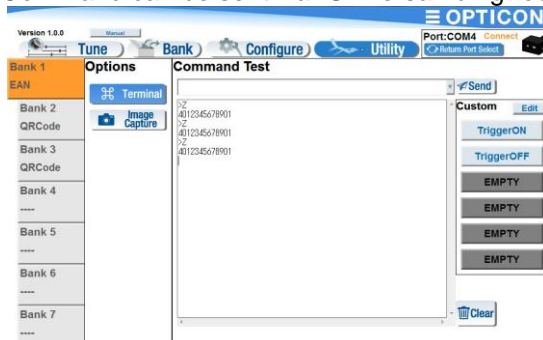 OPTICON
Version 1.0.0
Manual
Port:COM4 Connect
Return Port Select
Tune
Bank
Configure
Utility
Bank 1
EAN
Bank 2
QRCode
Bank 3
QRCode
Bank 4
----
Bank 5
----
Bank 6
----
Bank 7
----
Options
Terminal
Image
Capture
Command Test
Send
>Z
4012345678901
>Z
4012345678901
>Z
4012345678901
Custom
Edit
TriggerON
TriggerOFF
EMPTY
EMPTY
EMPTY
EMPTY
Clear